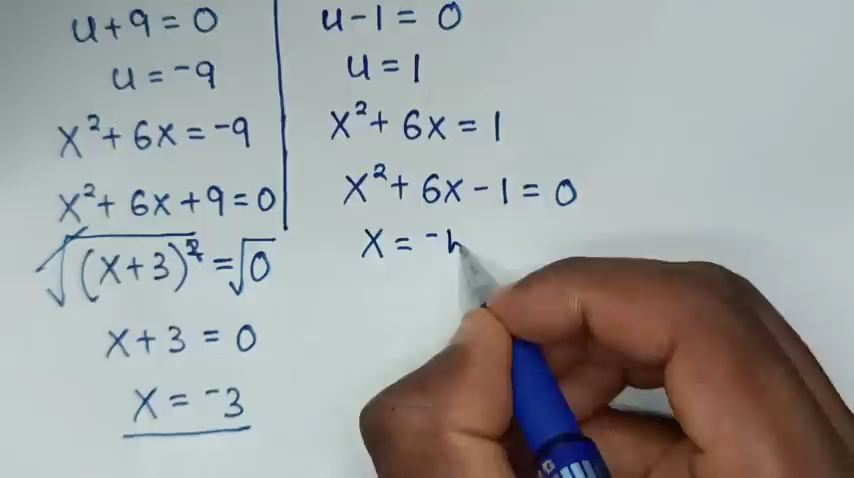 u+9=0
u=-9
x²+6x=-9
x²+6x+9=0
√(x+3)²=√0
x+3=0
x=-3
u-1=0
u=1
x²+6x=1
x²+6x-1=0
x=-